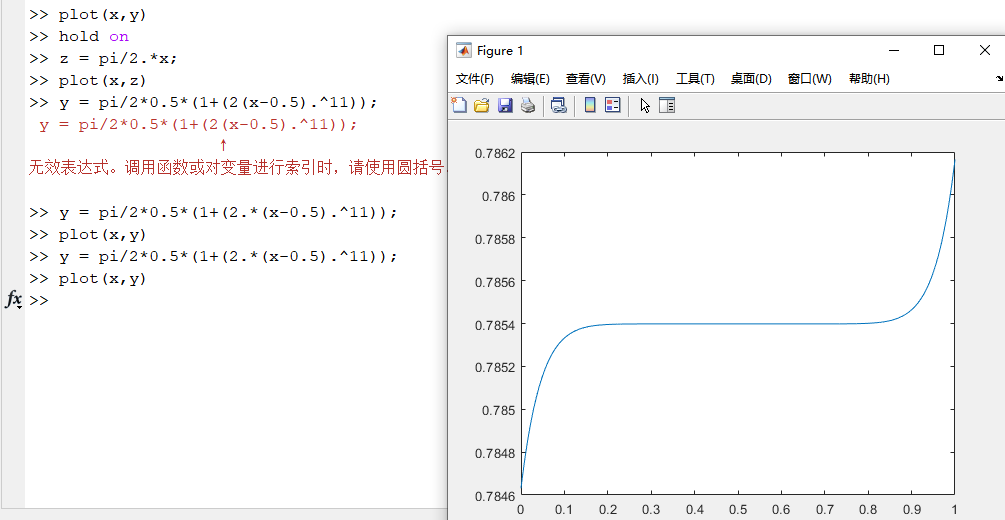 >> plot(x,y)
>> hold on
>> z = pi/2.*x;
>> plot(x,z)
>> y = pi/2*0.5*(1+(2(x-0.5).^11));
y = pi/2*0.5*(1+(2(x-0.5).^11));
↑
无效表达式。调用函数或对变量进行索引时，请使用圆括号
>> y = pi/2*0.5*(1+(2.*(x-0.5).^11));
>> plot(x,y)
>> y = pi/2*0.5*(1+(2.*(x-0.5).^11));
>> plot(x,y)
fx >>
Figure 1
文件(F) 编辑(E) 查看(V) 插入(I) 工具(T) 桌面(D) 窗口(W) 帮助(H)
0.7862
0.786
0.7858
0.7856
0.7854
0.7852
0.785
0.7848
0.7846
0 0.1 0.2 0.3 0.4 0.5 0.6 0.7 0.8 0.9 1